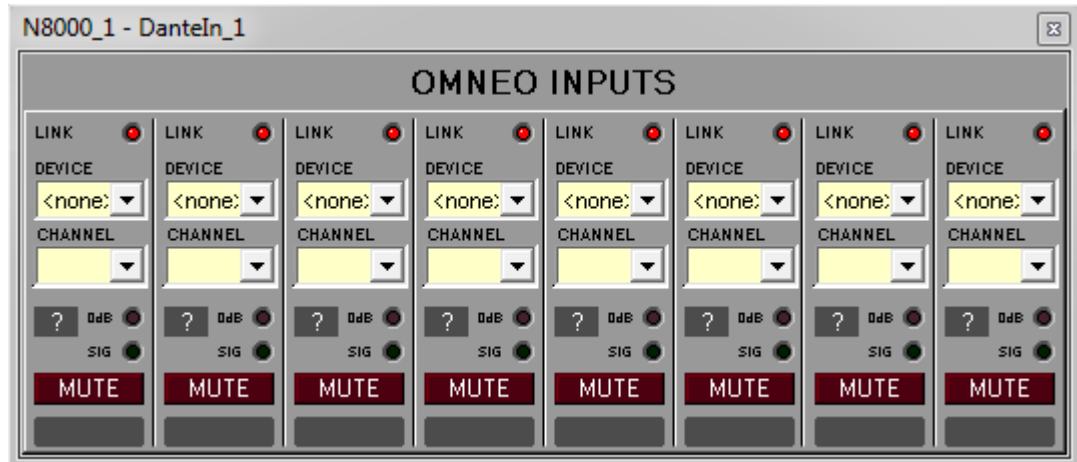 N8000_1 - DanteIn_1
OMNEO INPUTS
LINK LINK LINK LINK LINK LINK LINK LINK
DEVICE DEVICE DEVICE DEVICE DEVICE DEVICE DEVICE DEVICE
<none> <none> <none> <none> <none> <none> <none> <none>
CHANNEL CHANNEL CHANNEL CHANNEL CHANNEL CHANNEL CHANNEL CHANNEL
? 0dB ? 0dB ? 0dB ? 0dB ? 0dB ? 0dB ? 0dB ? 0dB
SIG SIG SIG SIG SIG SIG SIG SIG
MUTE MUTE MUTE MUTE MUTE MUTE MUTE MUTE